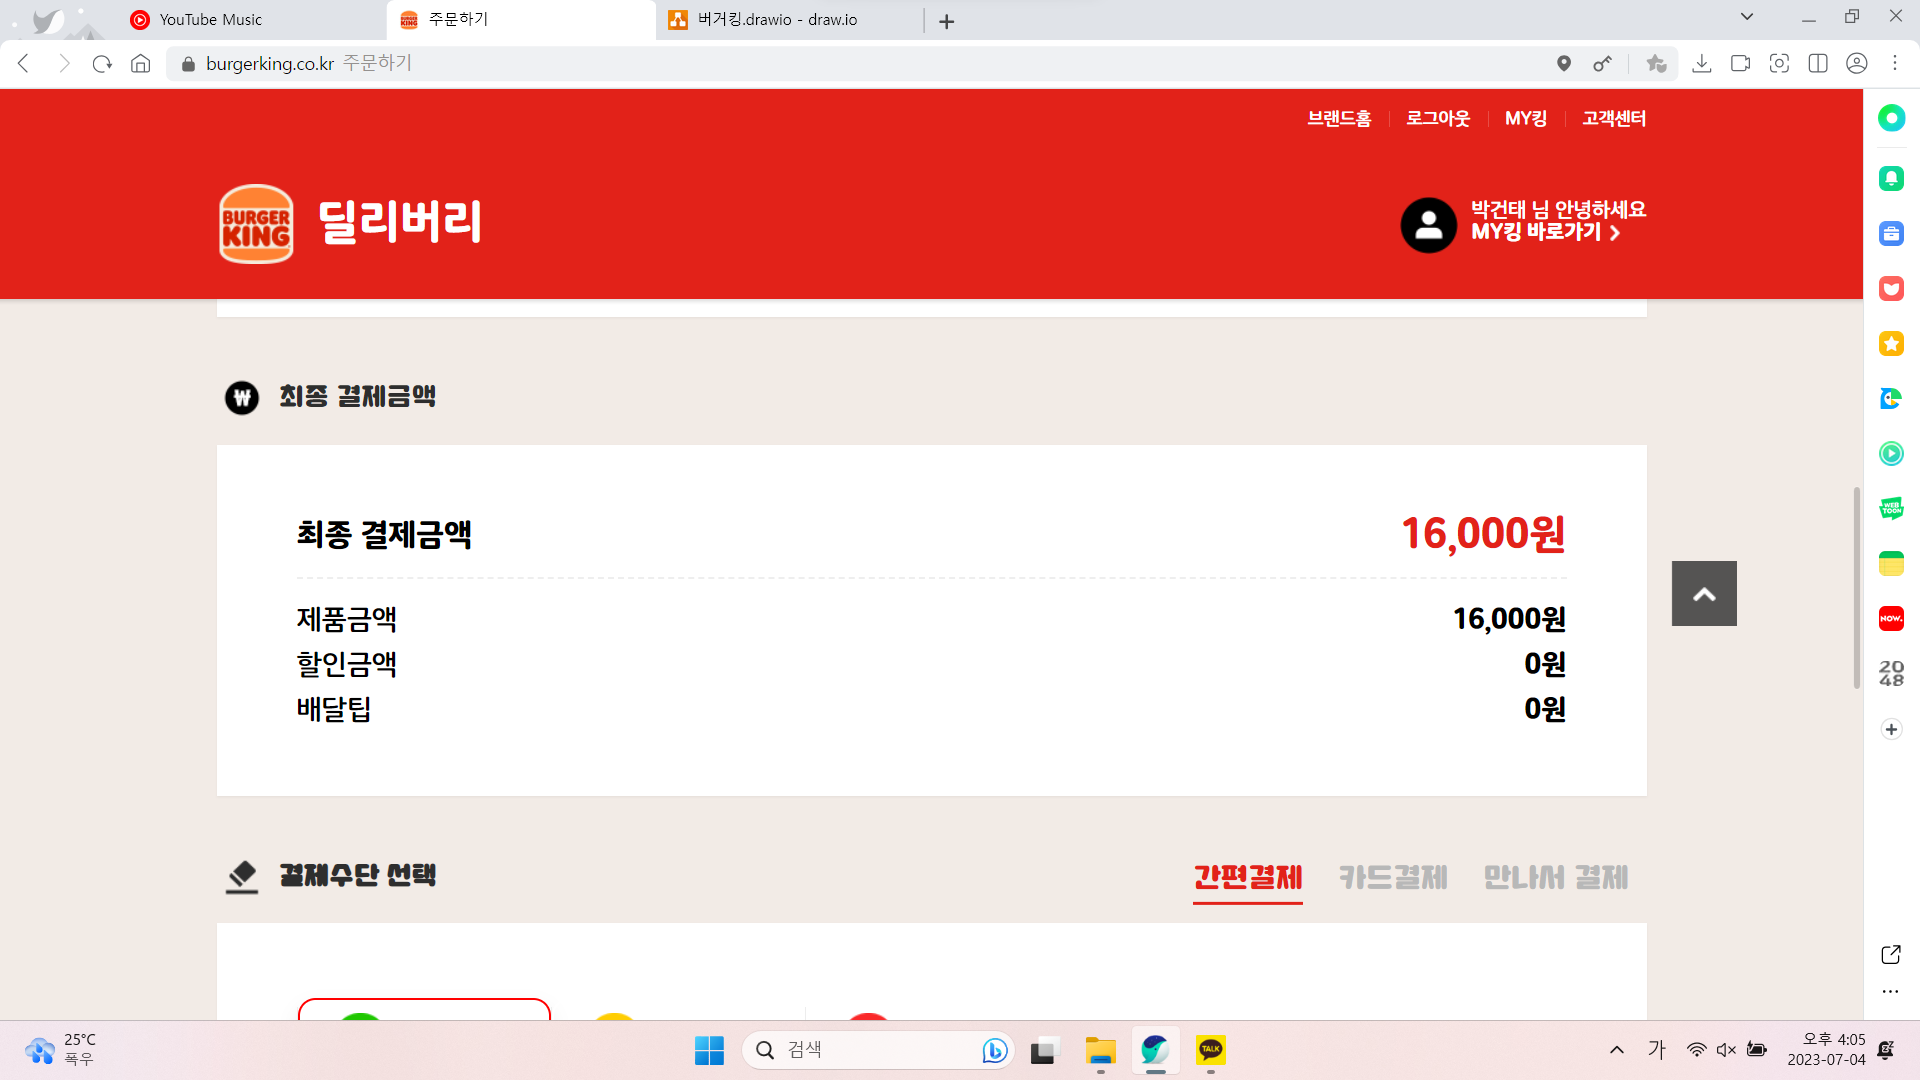 YouTube Music
주문하기
버거킹.drawio - draw.io
burgerking.co.kr 주문하기
브랜드홈
로그아웃
MY킹
고객센터
BURGER KING
딜리버리
박건태 님 안녕하세요
MY킹 바로가기
최종 결제금액
최종 결제금액
16,000원
제품금액
16,000원
할인금액
0원
배달팁
0원
결제수단 선택
간편결제
카드결제
만나서 결제
WEB
TOON
NOW.
20
48
25°C
폭우
검색
TALK
가
오후 4:05
2023-07-04